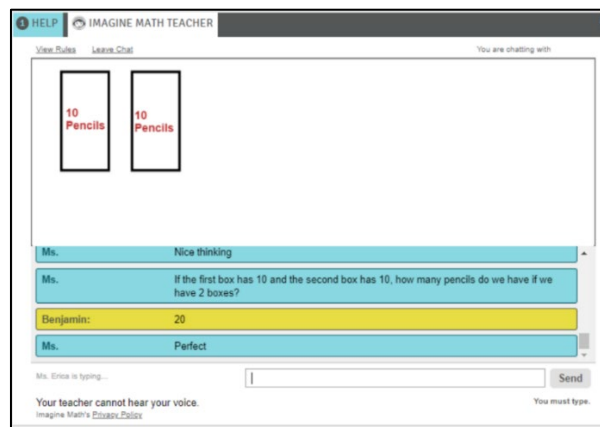 1 HELP IMAGINE MATH TEACHER
View Rules Leave Chat You are chatting with
10 Pencils
10 Pencils
Ms. Nice thinking
Ms. If the first box has 10 and the second box has 10, how many pencils do we have if we
have 2 boxes?
Benjamin: 20
Ms. Perfect
Ms. Erica is typing... Send
Your teacher cannot hear your voice. You must type.
Imagine Math's Privacy Policy